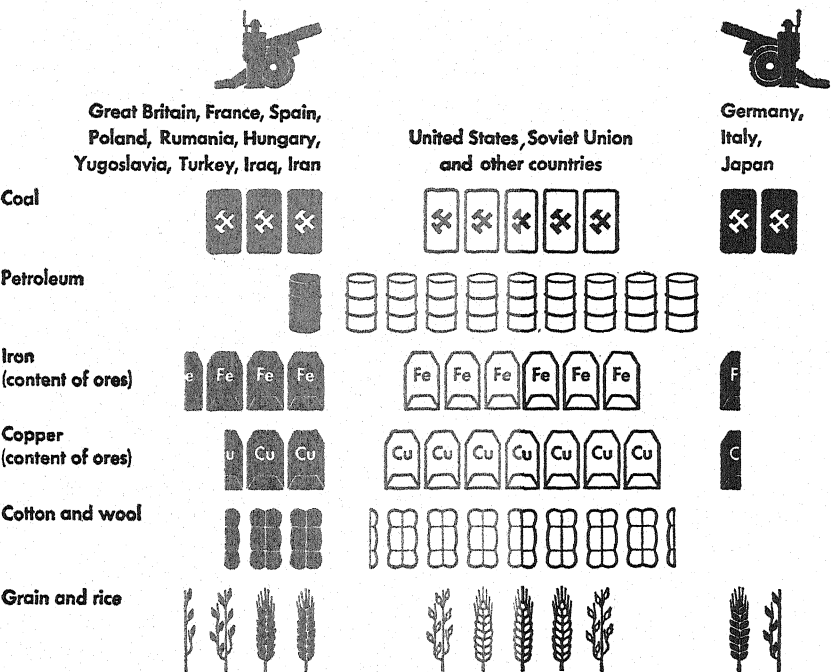 Great Britain, France, Spain,
Poland, Rumania, Hungary,
Yugoslavia, Turkey, Iraq, Iran
United States, Soviet Union
and other countries
Germany,
Italy,
Japan
Coal
Petroleum
Iron
(content of ores)
e Fe Fe Fe
Fe Fe Fe Fe Fe Fe
F
Copper
(content of ores)
u Cu Cu
Cu Cu Cu Cu Cu Cu Cu
C
Cotton and wool
Grain and rice